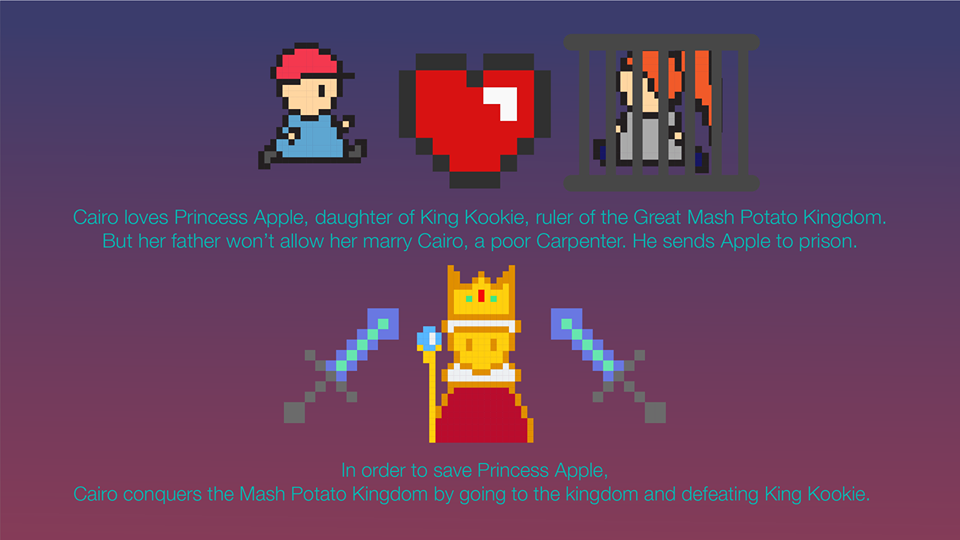 Cairo loves Princess Apple, daughter of King Kookie, ruler of the Great Mash Potato Kingdom.
But her father won’t allow her marry Cairo, a poor Carpenter. He sends Apple to prison.
In order to save Princess Apple,
Cairo conquers the Mash Potato Kingdom by going to the kingdom and defeating King Kookie.